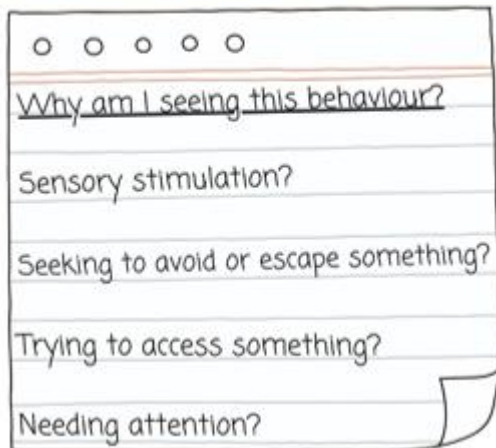 Why am I seeing this behaviour?
Sensory stimulation?
Seeking to avoid or escape something?
Trying to access something?
Needing attention?